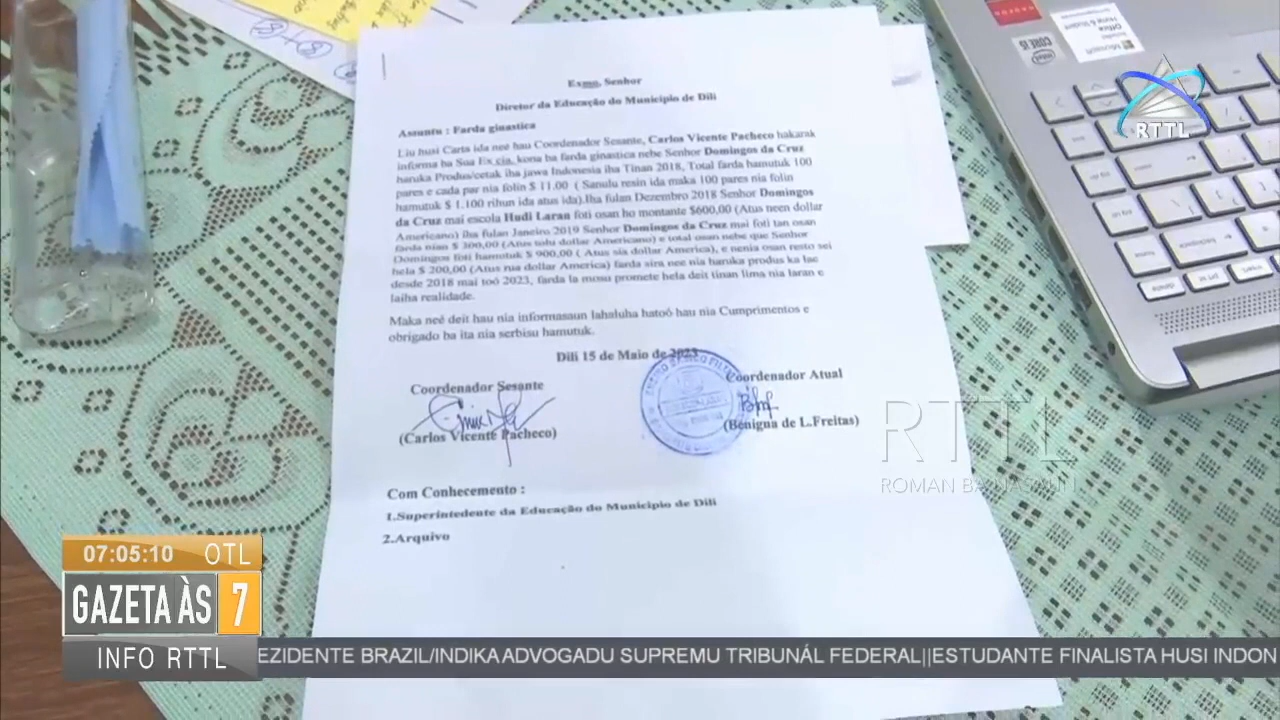 Exmo. Senhor
Diretor da Educação do Municipio de Dili
Assuntu : Farda ginastica
Liu husi Carta ida neé hau Coordenador Sesante, Carlos Vicente Pacheco hakarak
informa ba Sua Ex cia, kona ba farda ginastica nebe Senhor Domingos da Cruz
haruka Produs/cetak iha jawa Indonesia iha Tinan 2018, Total farda hamutuk 100
pares e cada par nia folin $ 11.00 ( Sanulu resin ida maka 100 pares nia folin
hamutuk $ 1.100 rihun ida atus ida).Iha fulan Dezembro 2018 Senhor Domingos
da Cruz mai escola Hudi Laran foti osan ho montante $600,00 (Atus neen dollar
Americano) iha fulan Janeiro 2019 Senhor Domingos da Cruz mai foti tan osan
farda nian $ 300,00 (Atus tolu dollar Americano) e total osan nebe que Senhor
Domingos foti hamutuk $ 900,00 ( Atus sia dollar America), e nenia osan resto sei
hela $ 200,00 (Atus rua dollar America) farda sira nee nia haruka produs ka lae
desde 2018 mai toó 2023, farda la mosu promete hela deit tinan lima nia laran e
laiha realidade.
Maka neé deit hau nia informasaun lahaluha hatoó hau nia Cumprimentos e
obrigado ba ita nia serbisu hamutuk.
Dili 15 de Maio de 2023
Coordenador Sesante
Coordenador Atual
(Carlos Vicente Pacheco)
(Benigna de L.Freitas)
Com Conhecemento :
1.Superintedente da Educação do Municipio de Dili
2.Arquivo
Microsoft
Office
CORE i5
RTTL
RTTL
ROMAN BA NASAUN
07:05:10 OTL
GAZETA ÀS 7
INFO RTTL
EZIDENTE BRAZIL/INDIKA ADVOGADU SUPREMU TRIBUNÁL FEDERAL||ESTUDANTE FINALISTA HUSI INDON